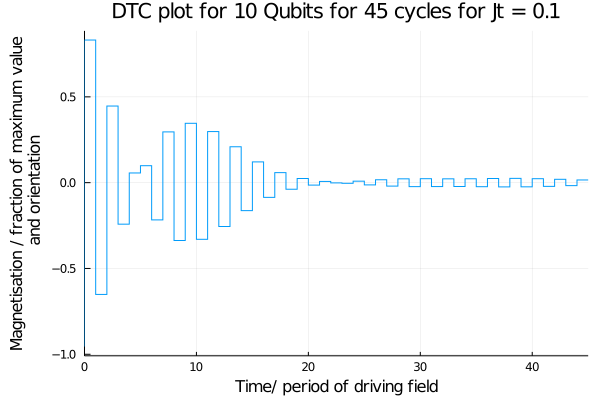 DTC plot for 10 Qubits for 45 cycles for Jt = 0.1
Magnetisation / fraction of maximum value
and orientation
0.5
0.0
−0.5
−1.0
0
10
20
30
40
Time/ period of driving field